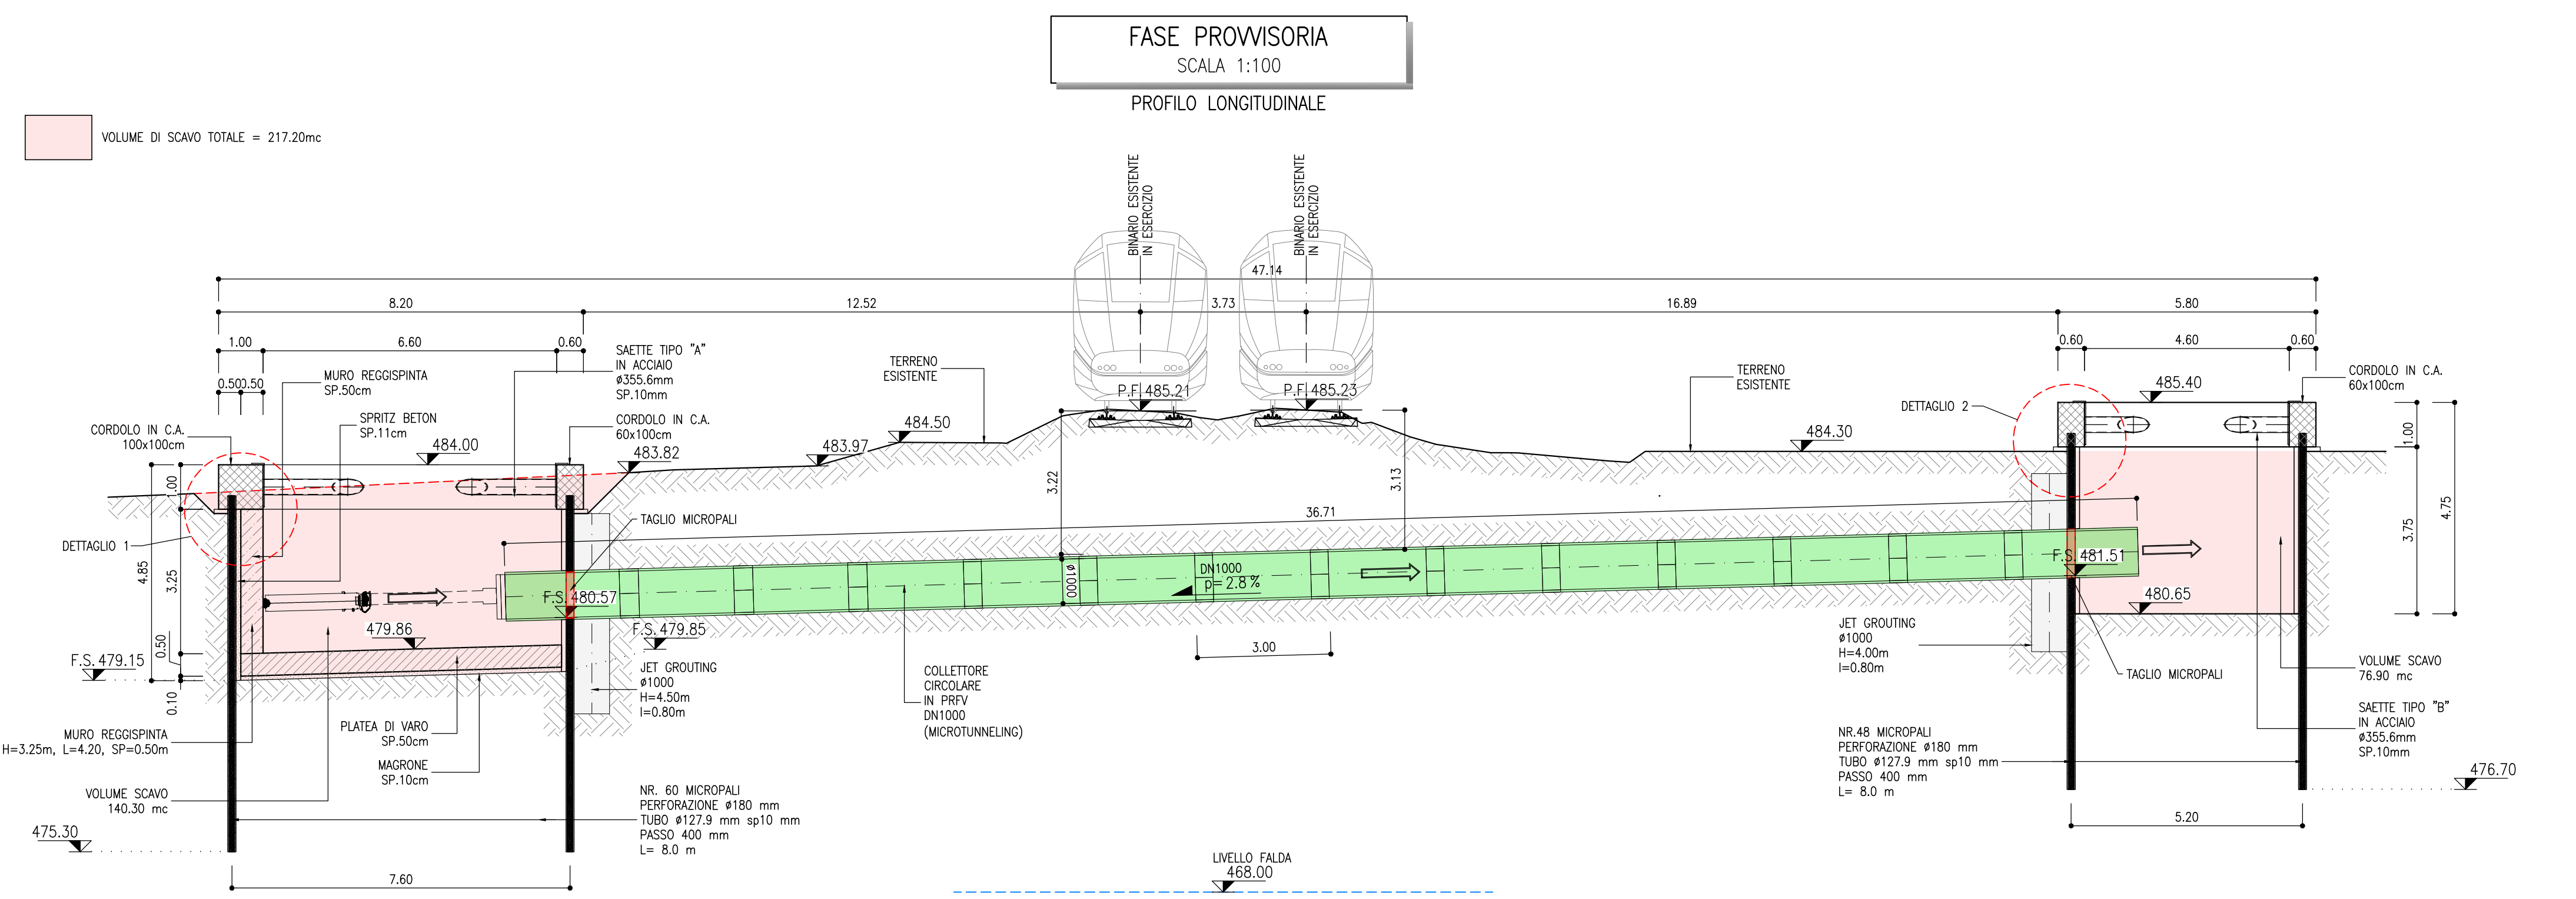 FASE PROVVISORIA
SCALA 1:100
PROFILO LONGITUDINALE
VOLUME DI SCAVO TOTALE = 217.20mc
BINARIO ESISTENTE
IN ESERCIZIO
BINARIO ESISTENTE
IN ESERCIZIO
47.14
8.20
12.52
3.73
16.89
5.80
1.00
6.60
0.60
0.60
4.60
0.60
0.50
0.50
MURO REGGISPINTA
SP.50cm
SPRITZ BETON
SP.11cm
CORDOLO IN C.A.
100x100cm
SAETTE TIPO "A"
IN ACCIAIO
ø355.6mm
SP.10mm
CORDOLO IN C.A.
60x100cm
TERRENO
ESISTENTE
P.F. 485.21
P.F. 485.23
TERRENO
ESISTENTE
DETTAGLIO 2
485.40
CORDOLO IN C.A.
60x100cm
484.00
483.82
483.97
484.50
484.30
1.00
3.25
4.85
0.50
0.10
3.22
3.13
1.00
3.75
4.75
DETTAGLIO 1
TAGLIO MICROPALI
36.71
F.S. 480.57
F.S. 481.51
ø1000
DN1000
p=2.8%
479.86
F.S. 479.85
F.S. 479.15
480.65
3.00
JET GROUTING
ø1000
H=4.50m
I=0.80m
COLLETTORE
CIRCOLARE
IN PRFV
DN1000
(MICROTUNNELING)
JET GROUTING
ø1000
H=4.00m
I=0.80m
TAGLIO MICROPALI
VOLUME SCAVO
76.90 mc
SAETTE TIPO "B"
IN ACCIAIO
ø355.6mm
SP.10mm
MURO REGGISPINTA
H=3.25m, L=4.20, SP=0.50m
PLATEA DI VARO
SP.50cm
MAGRONE
SP.10cm
VOLUME SCAVO
140.30 mc
NR. 60 MICROPALI
PERFORAZIONE ø180 mm
TUBO ø127.9 mm sp10 mm
PASSO 400 mm
L= 8.0 m
NR.48 MICROPALI
PERFORAZIONE ø180 mm
TUBO ø127.9 mm sp10 mm
PASSO 400 mm
L= 8.0 m
475.30
476.70
7.60
5.20
LIVELLO FALDA
468.00